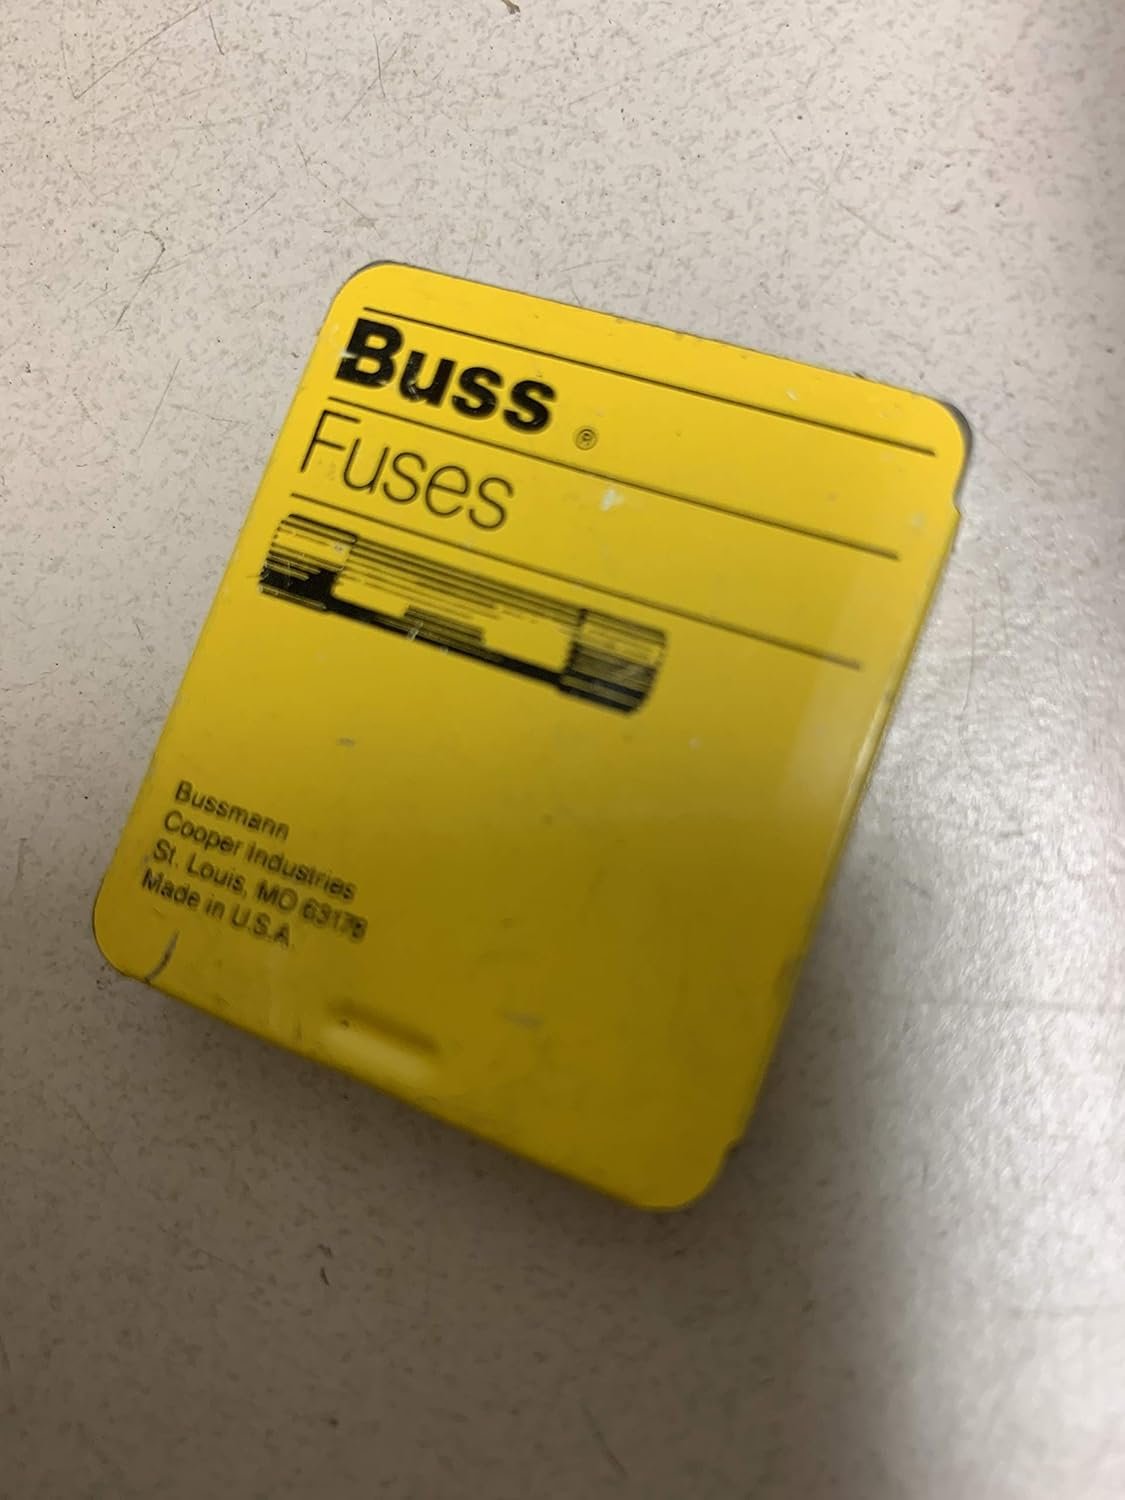 Buss ®
Fuses
Bussmann
Cooper Industries
St. Louis, MO 63178
Made in U.S.A.